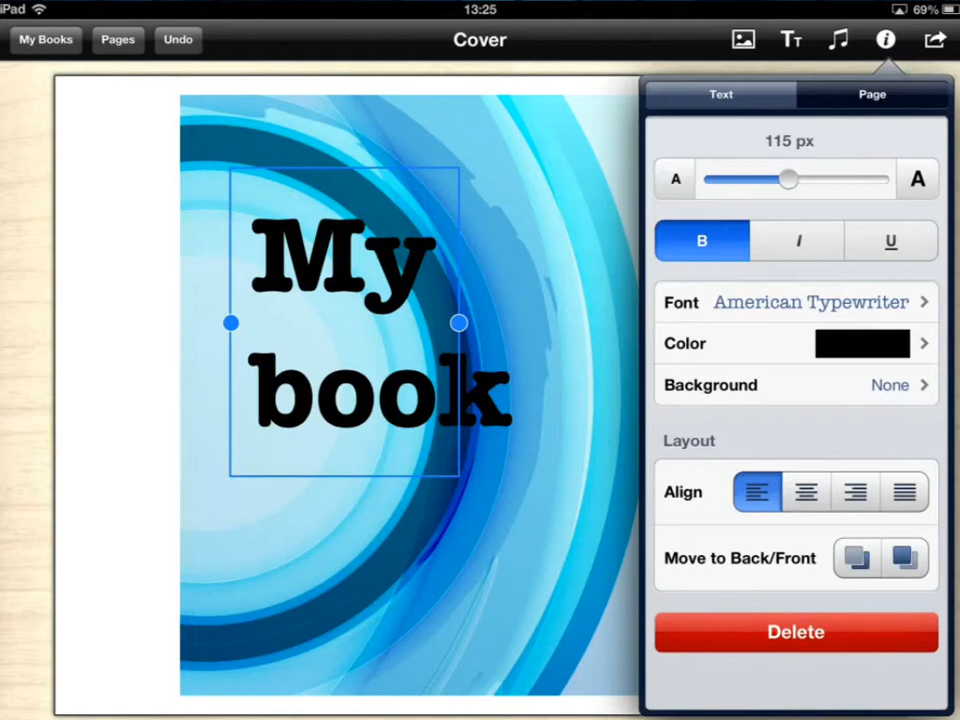 iPad 13:25 69%
My Books Pages Undo Cover TT i
Text Page
115 px
A A
B I U
Font American Typewriter
Color
Background None
Layout
Align
Move to Back/Front
Delete
My
book